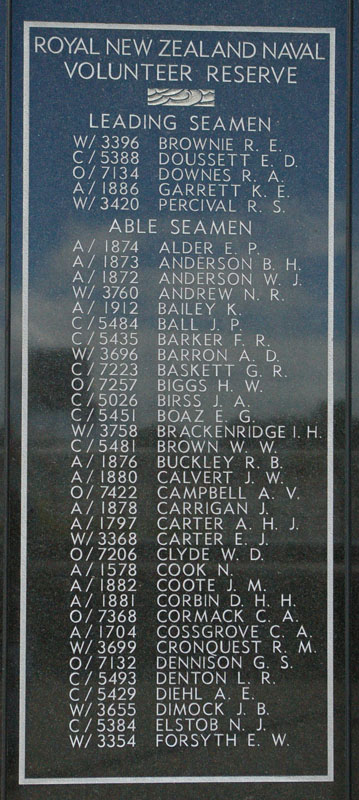 ROYAL NEW ZEALAND NAVAL
VOLUNTEER RESERVE
LEADING SEAMEN
W/3396 BROWNIE R. E.
C/5388 DOUSSETT E. D.
O/7134 DOWNES R. A.
A/1886 GARRETT K. E.
W/3420 PERCIVAL R. S.
ABLE SEAMEN
A/1874 ALDER E. P.
A/1873 ANDERSON B. H.
A/1872 ANDERSON W. J.
W/3760 ANDREW N. R.
A/1912 BAILEY K.
C/5484 BALL J. P.
C/5435 BARKER F. R.
W/3696 BARRON A. D.
C/7223 BASKETT G. R.
O/7257 BIGGS H. W.
C/5026 BIRSS J. A.
C/5451 BOAZ E. G.
W/3758 BRACKENRIDGE I. H.
C/5481 BROWN W. W.
A/1876 BUCKLEY R. B.
A/1880 CALVERT J. W.
O/7422 CAMPBELL A. V.
A/1878 CARRIGAN J.
A/1797 CARTER A. H. J.
W/3368 CARTER E. J.
O/7206 CLYDE W. D.
A/1578 COOK N.
A/1882 COOTE J. M.
A/1881 CORBIN D. H. H.
O/7368 CORMACK C. A.
A/1704 COSSGROVE C. A.
W/3699 CRONQUEST R. M.
O/7132 DENNISON G. S.
C/5493 DENTON L. R.
C/5429 DIEHL A. E.
W/3655 DIMOCK J. B.
C/5384 ELSTOB N. J.
W/3354 FORSYTH E. W.